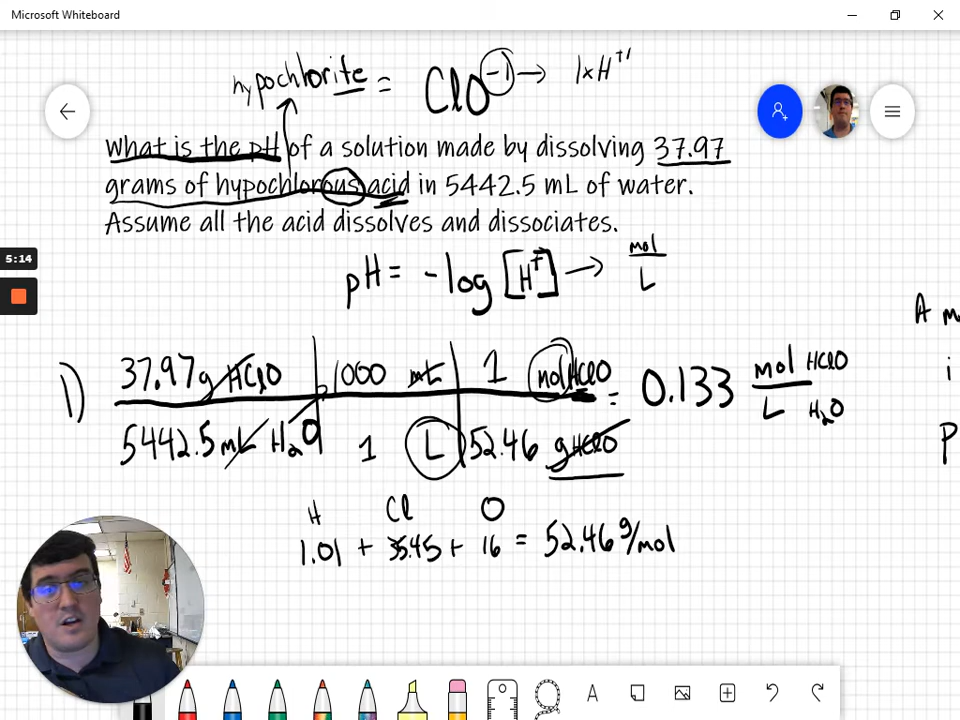 Microsoft Whiteboard
hypochlorite = ClO -1 → 1xH+1
What is the pH of a solution made by dissolving 37.97
grams of hypochlorous acid in 5442.5 mL of water.
Assume all the acid dissolves and dissociates.
5:14
pH = -log [H+] → mol
L
A
i
P
1) 37.97g HClO | 1000 mL | 1 mol HClO = 0.133 mol HClO
5442.5 mL H2O | 1 L | 52.46 g HClO L H2O
H Cl O
1.01 + 35.45 + 16 = 52.46 g/mol
A